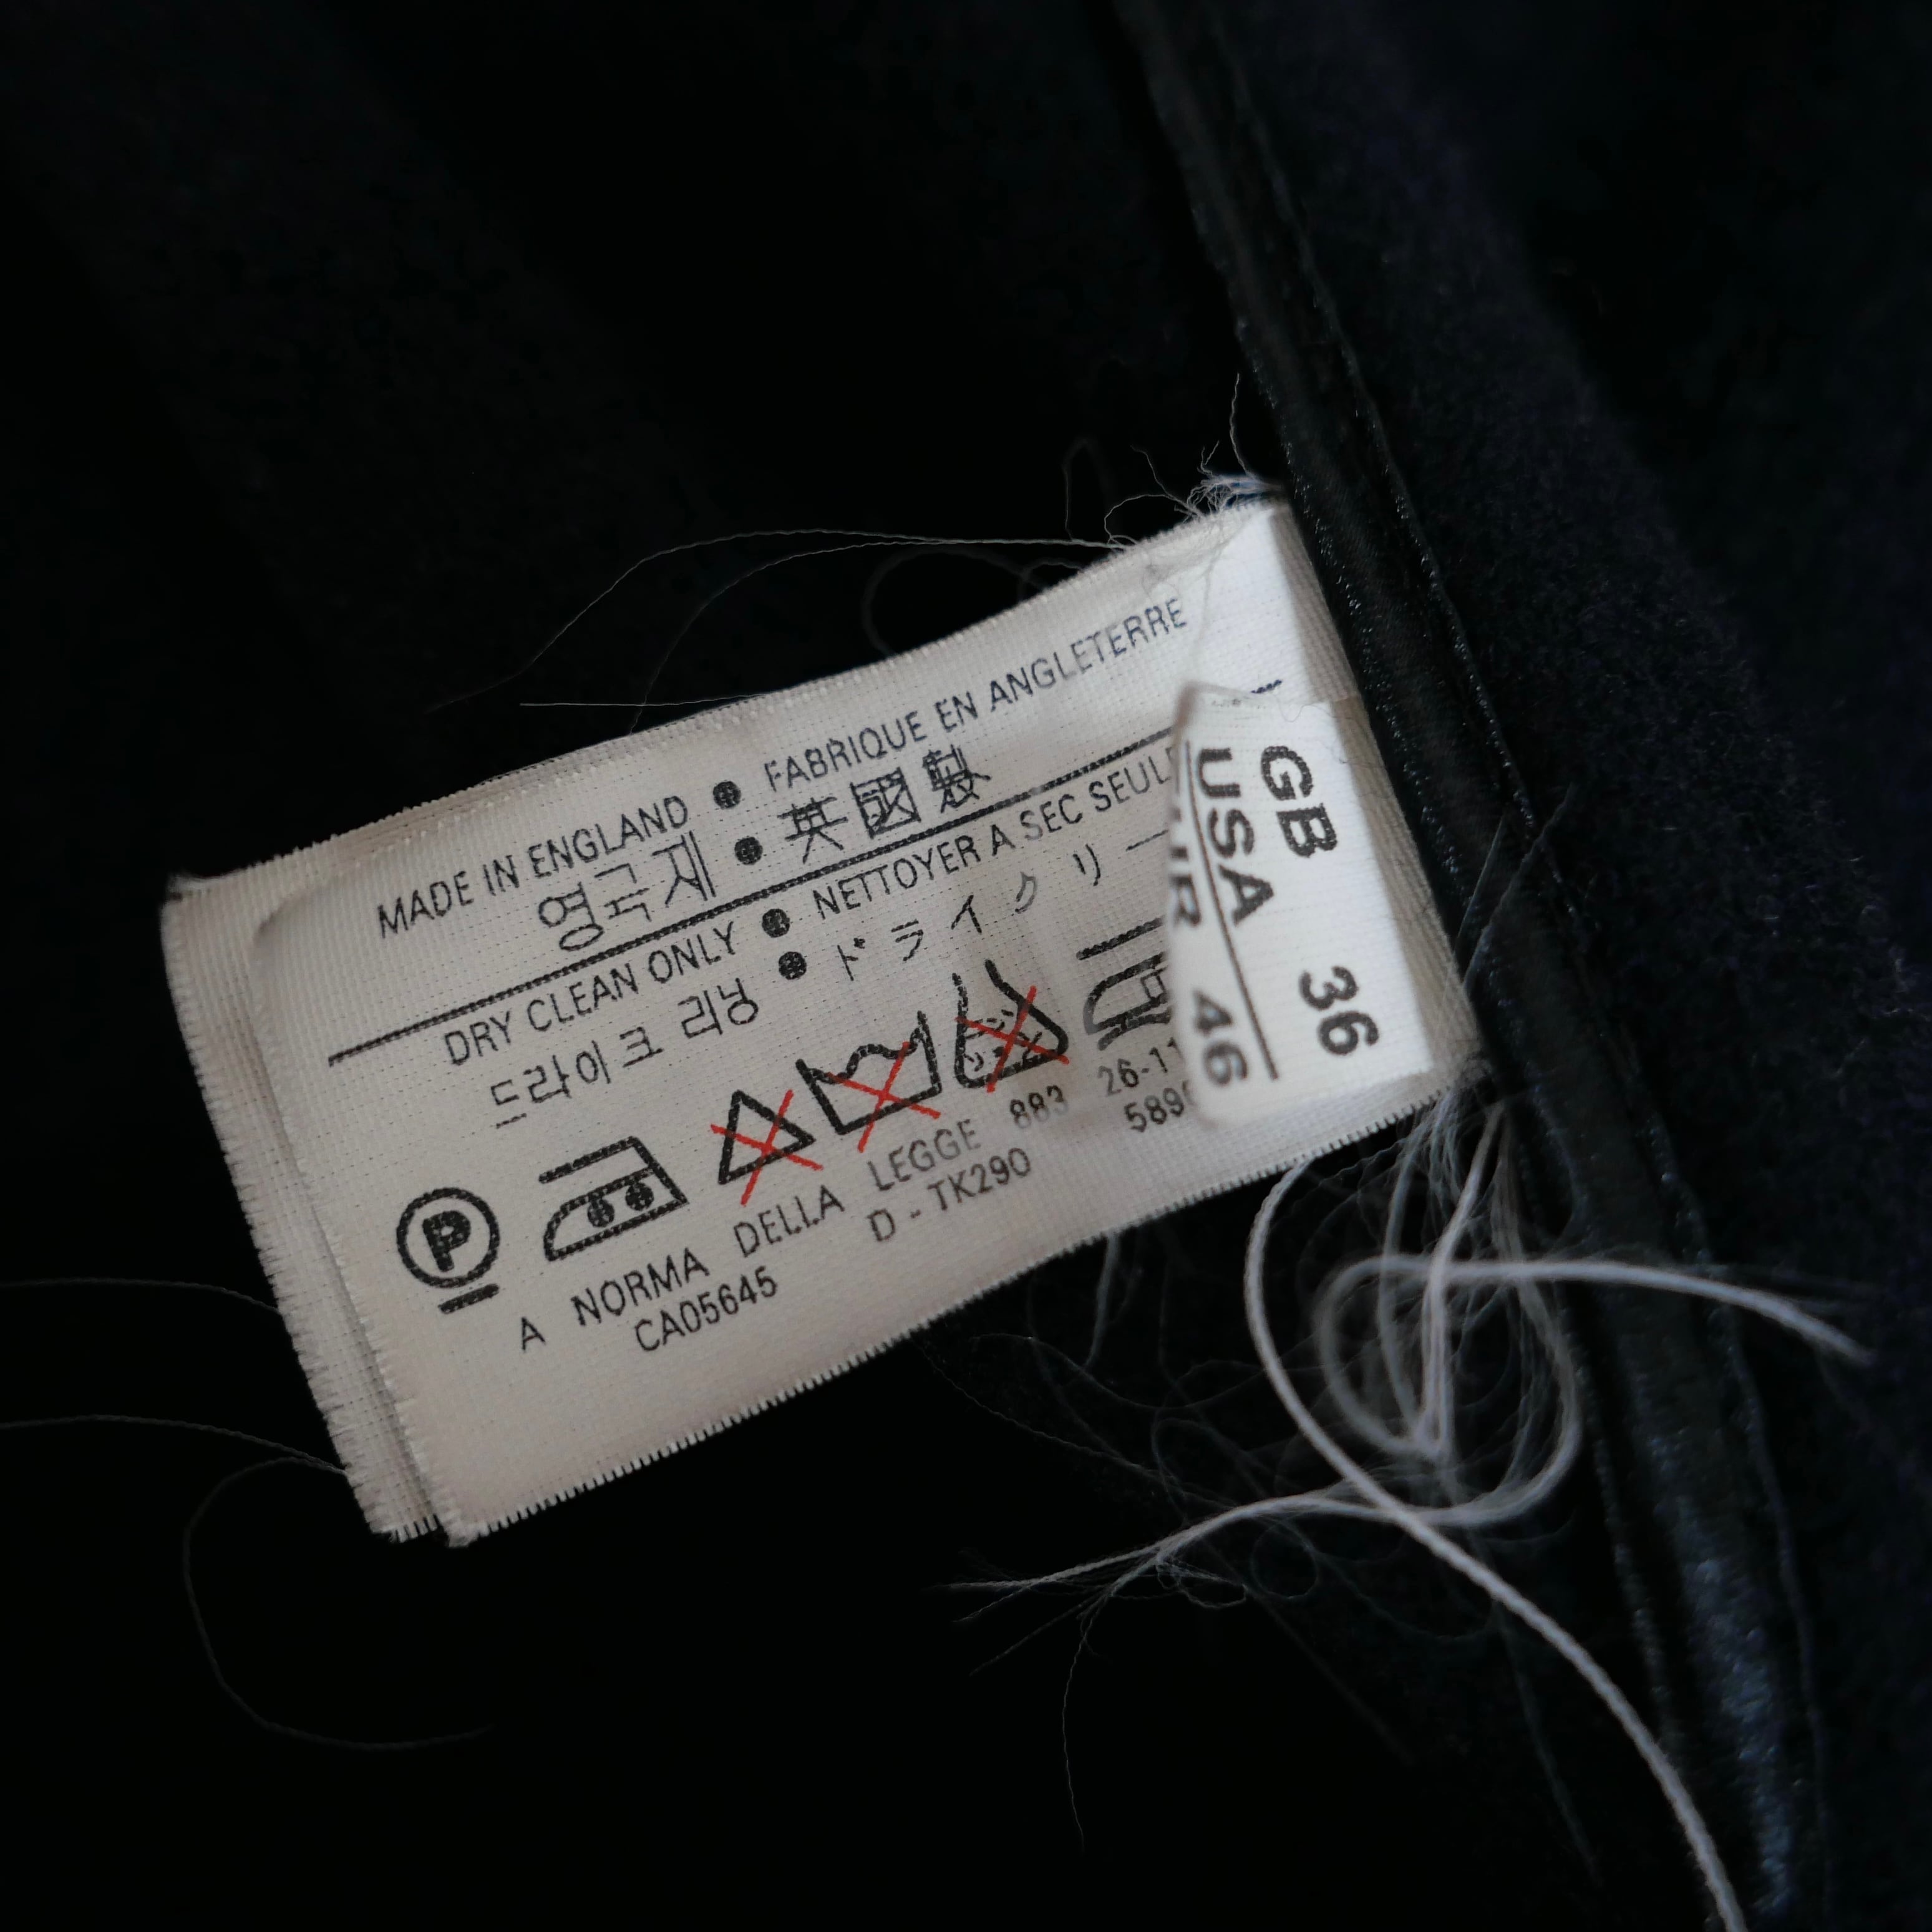 MADE IN ENGLAND ● FABRIQUE EN ANGLETERRE
영국재 ● 英國製
DRY CLEAN ONLY ● NETTOYER A SEC SEUL
드라이크 리닝 ● ドライクリー
P
A NORMA DELLA LEGGE 883 26-11
CA05645 D - TK290 589
GB 36
USA
46